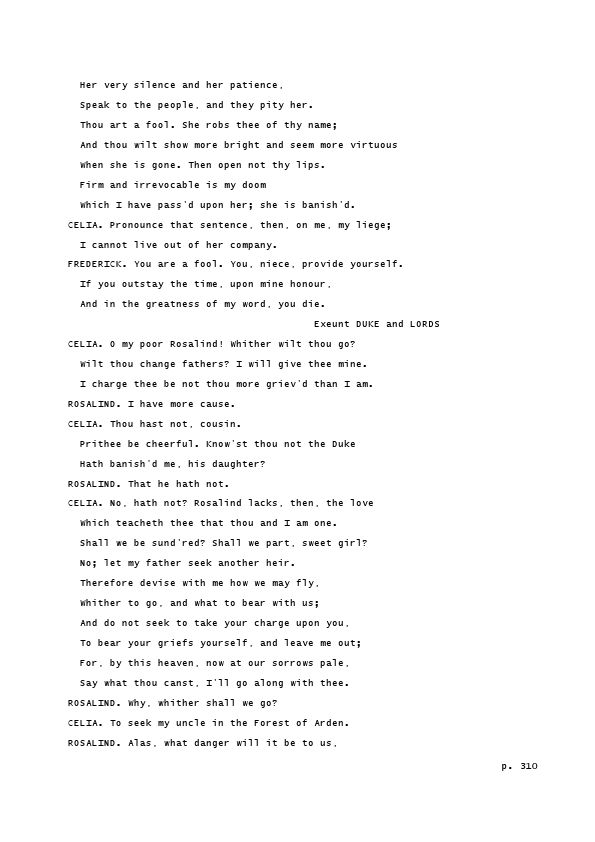 Her very silence and her patience,
Speak to the people, and they pity her.
Thou art a fool. She robs thee of thy name;
And thou wilt show more bright and seem more virtuous
When she is gone. Then open not thy lips.
Firm and irrevocable is my doom
Which I have pass'd upon her; she is banish'd.
CELIA. Pronounce that sentence, then, on me, my liege;
I cannot live out of her company.
FREDERICK. You are a fool. You, niece, provide yourself.
If you outstay the time, upon mine honour,
And in the greatness of my word, you die.
Exeunt DUKE and LORDS
CELIA. O my poor Rosalind! Whither wilt thou go?
Wilt thou change fathers? I will give thee mine.
I charge thee be not thou more griev'd than I am.
ROSALIND. I have more cause.
CELIA. Thou hast not, cousin.
Prithee be cheerful. Know'st thou not the Duke
Hath banish'd me, his daughter?
ROSALIND. That he hath not.
CELIA. No, hath not? Rosalind lacks, then, the love
Which teacheth thee that thou and I am one.
Shall we be sund'red? Shall we part, sweet girl?
No; let my father seek another heir.
Therefore devise with me how we may fly,
Whither to go, and what to bear with us;
And do not seek to take your charge upon you,
To bear your griefs yourself, and leave me out;
For, by this heaven, now at our sorrows pale,
Say what thou canst, I'll go along with thee.
ROSALIND. Why, whither shall we go?
CELIA. To seek my uncle in the Forest of Arden.
ROSALIND. Alas, what danger will it be to us,
p. 310